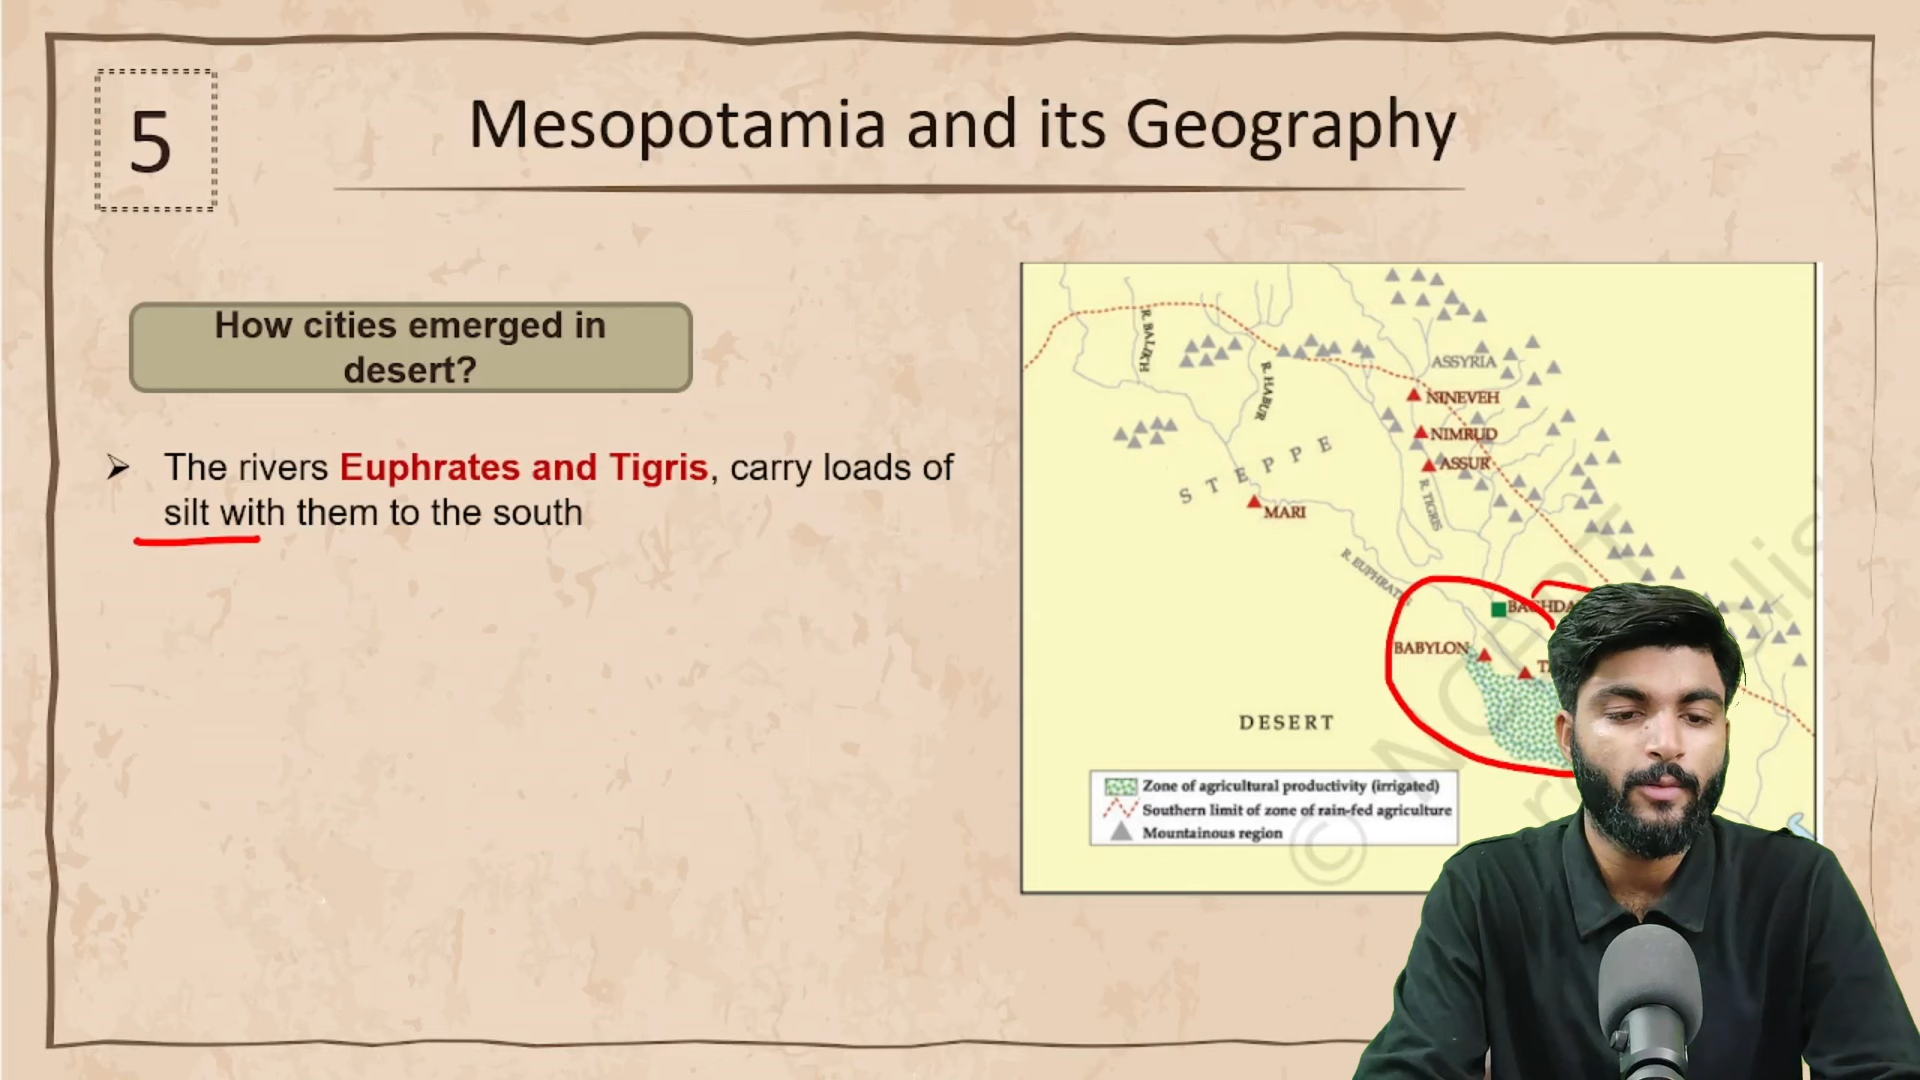 5
Mesopotamia and its Geography
How cities emerged in
desert?
➢ The rivers Euphrates and Tigris, carry loads of
silt with them to the south
R. BALIKH
R. HABUR
ASSYRIA
NINEVEH
NIMRUD
ASSUR
STEPPE
R. TIGRIS
MARI
R. EUPHRATES
BABYLON
DESERT
Zone of agricultural productivity (irrigated)
Southern limit of zone of rain-fed agriculture
Mountainous region
© NCERT